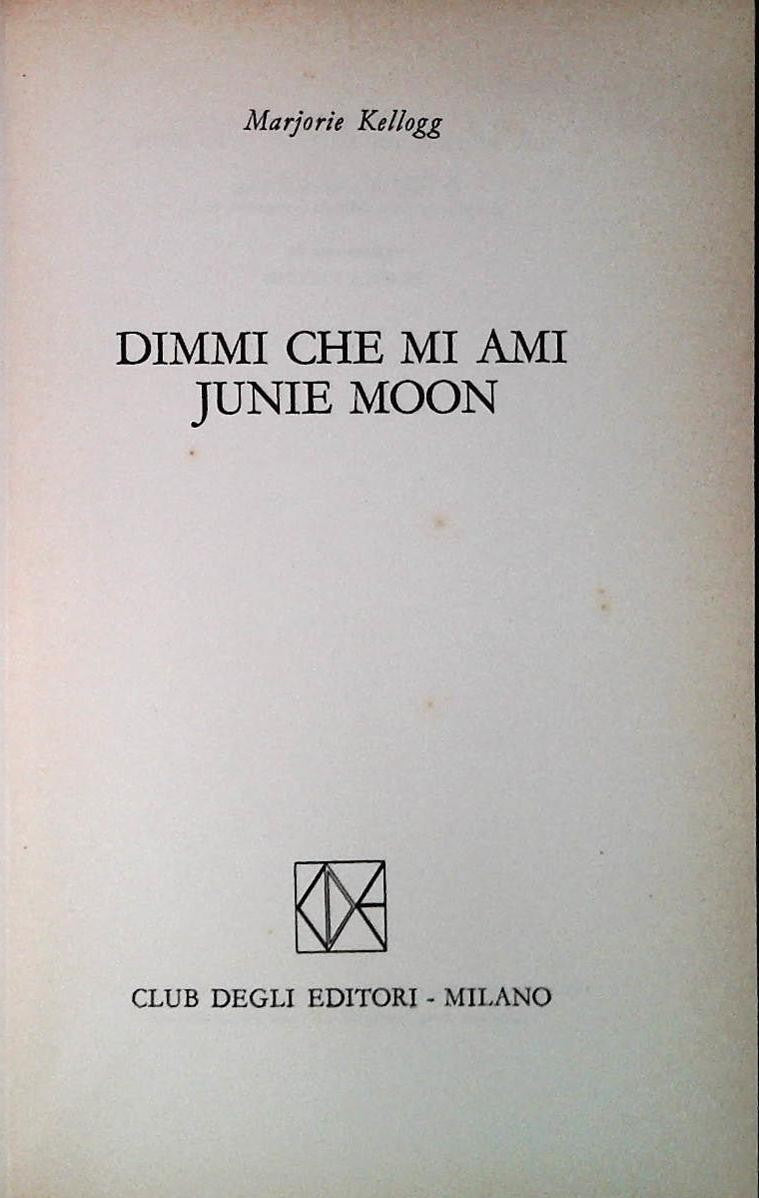 Marjorie Kellogg
DIMMI CHE MI AMI
JUNIE MOON
CLUB DEGLI EDITORI - MILANO